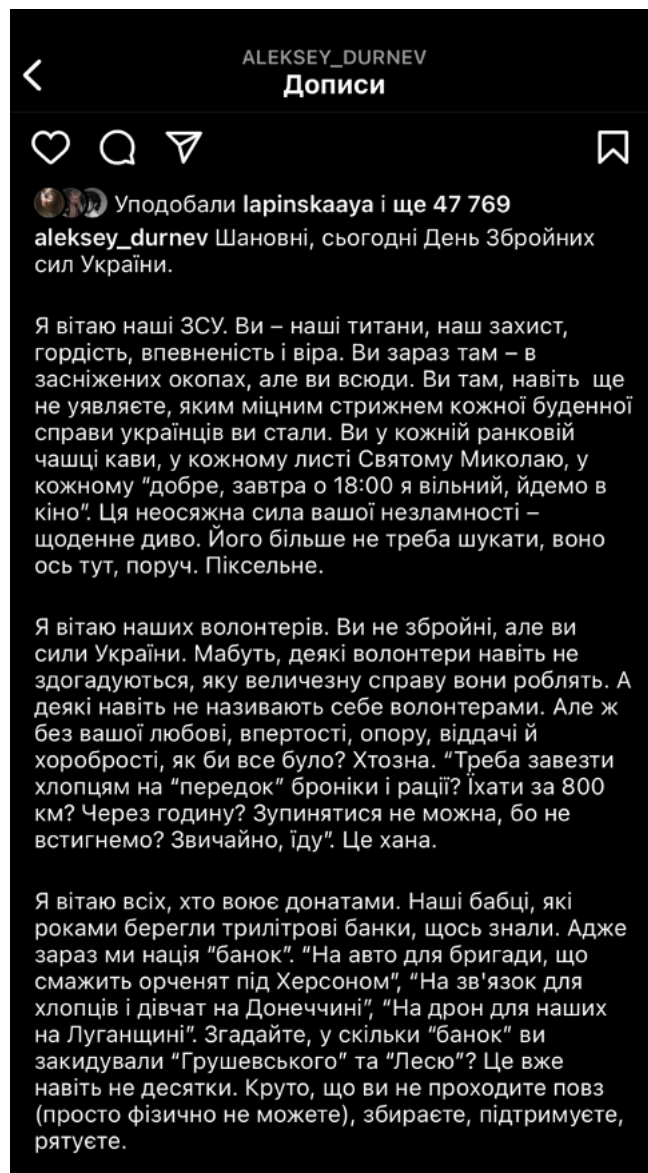 ALEKSEY_DURNEV
Дописи
Уподобали lapinskaaya і ще 47 769
aleksey_durnev Шановні, сьогодні День Збройних
сил України.
Я вітаю наші ЗСУ. Ви – наші титани, наш захист,
гордість, впевненість і віра. Ви зараз там – в
засніжених окопах, але ви всюди. Ви там, навіть  ще
не уявляєте, яким міцним стрижнем кожної буденної
справи українців ви стали. Ви у кожній ранковій
чашці кави, у кожному листі Святому Миколаю, у
кожному “добре, завтра о 18:00 я вільний, йдемо в
кіно”. Ця неосяжна сила вашої незламності –
щоденне диво. Його більше не треба шукати, воно
ось тут, поруч. Піксельне.
Я вітаю наших волонтерів. Ви не збройні, але ви
сили України. Мабуть, деякі волонтери навіть не
здогадуються, яку величезну справу вони роблять. А
деякі навіть не називають себе волонтерами. Але ж
без вашої любові, впертості, опору, віддачі й
хоробрості, як би все було? Хтозна. “Треба завезти
хлопцям на “передок” броніки і рації? Їхати за 800
км? Через годину? Зупинятися не можна, бо не
встигнемо? Звичайно, їду”. Це хана.
Я вітаю всіх, хто воює донатами. Наші бабці, які
роками берегли трилітрові банки, щось знали. Адже
зараз ми нація “банок”. “На авто для бригади, що
смажить орченят під Херсоном”, “На зв'язок для
хлопців і дівчат на Донеччині”, “На дрон для наших
на Луганщині”. Згадайте, у скільки “банок” ви
закидували “Грушевського” та “Лесю”? Це вже
навіть не десятки. Круто, що ви не проходите повз
(просто фізично не можете), збираєте, підтримуєте,
рятуєте.